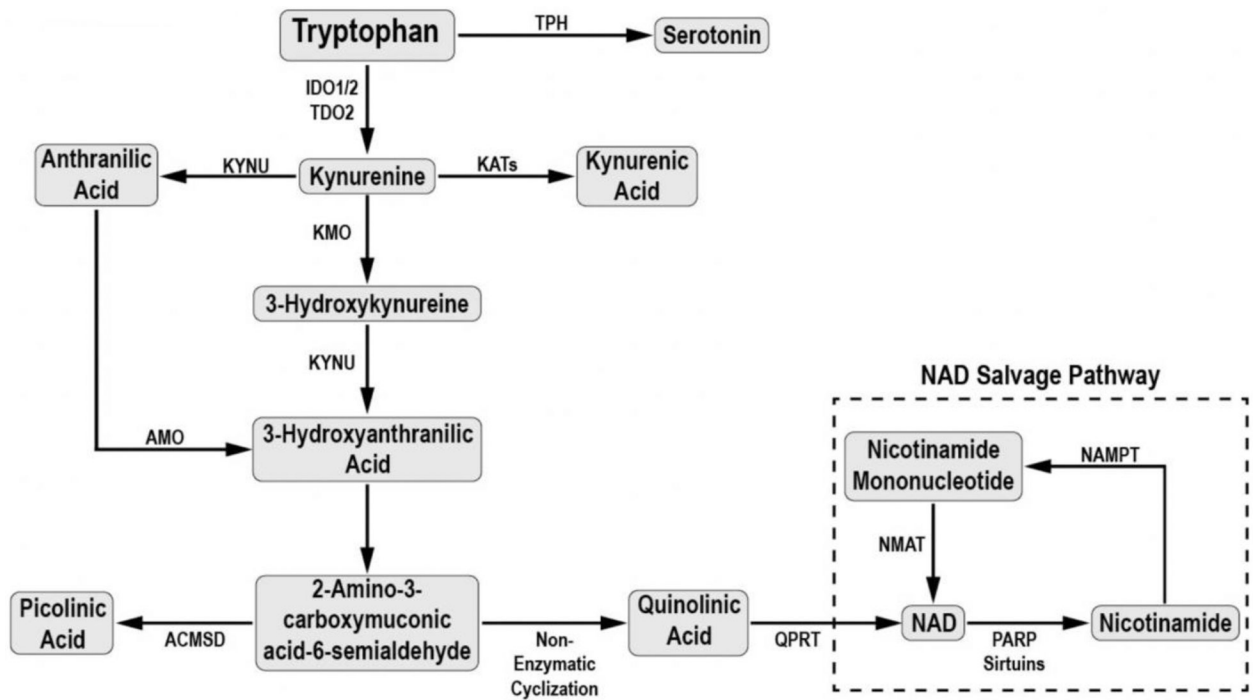 Tryptophan
TPH
Serotonin
IDO1/2
TDO2
Anthranilic
Acid
KYNU
Kynurenine
KATs
Kynurenic
Acid
KMO
3-Hydroxykynureine
KYNU
NAD Salvage Pathway
AMO
3-Hydroxyanthranilic
Acid
Nicotinamide
Mononucleotide
NAMPT
NMAT
Picolinic
Acid
ACMSD
2-Amino-3-
carboxymuconic
acid-6-semialdehyde
Non-
Enzymatic
Cyclization
Quinolinic
Acid
QPRT
NAD
PARP
Sirtuins
Nicotinamide